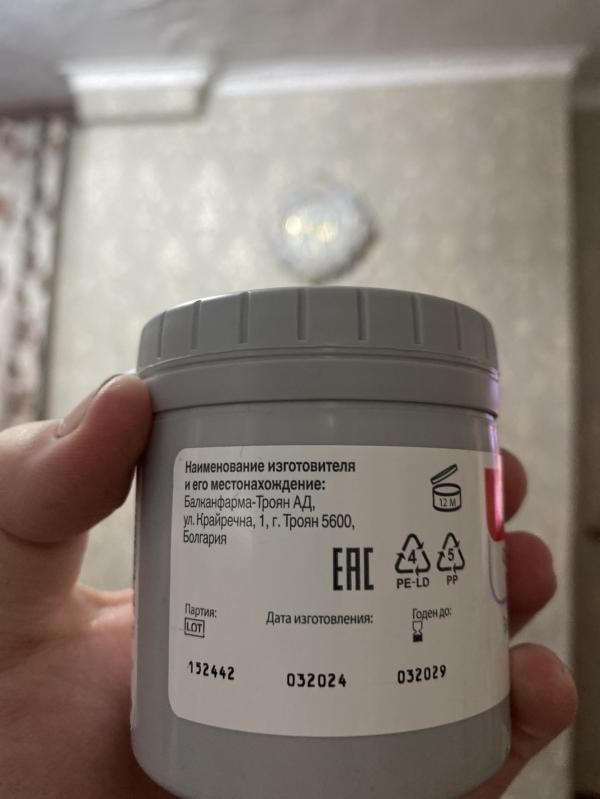 Наименование изготовителя
и его местонахождение:
Балканфарма-Троян АД,
ул. Крайречна, 1, г. Троян 5600,
Болгария
12 M
EAC
4
PE-LD
5
PP
Партия:
LOT
Дата изготовления:
Годен до:
152442
032024
032029